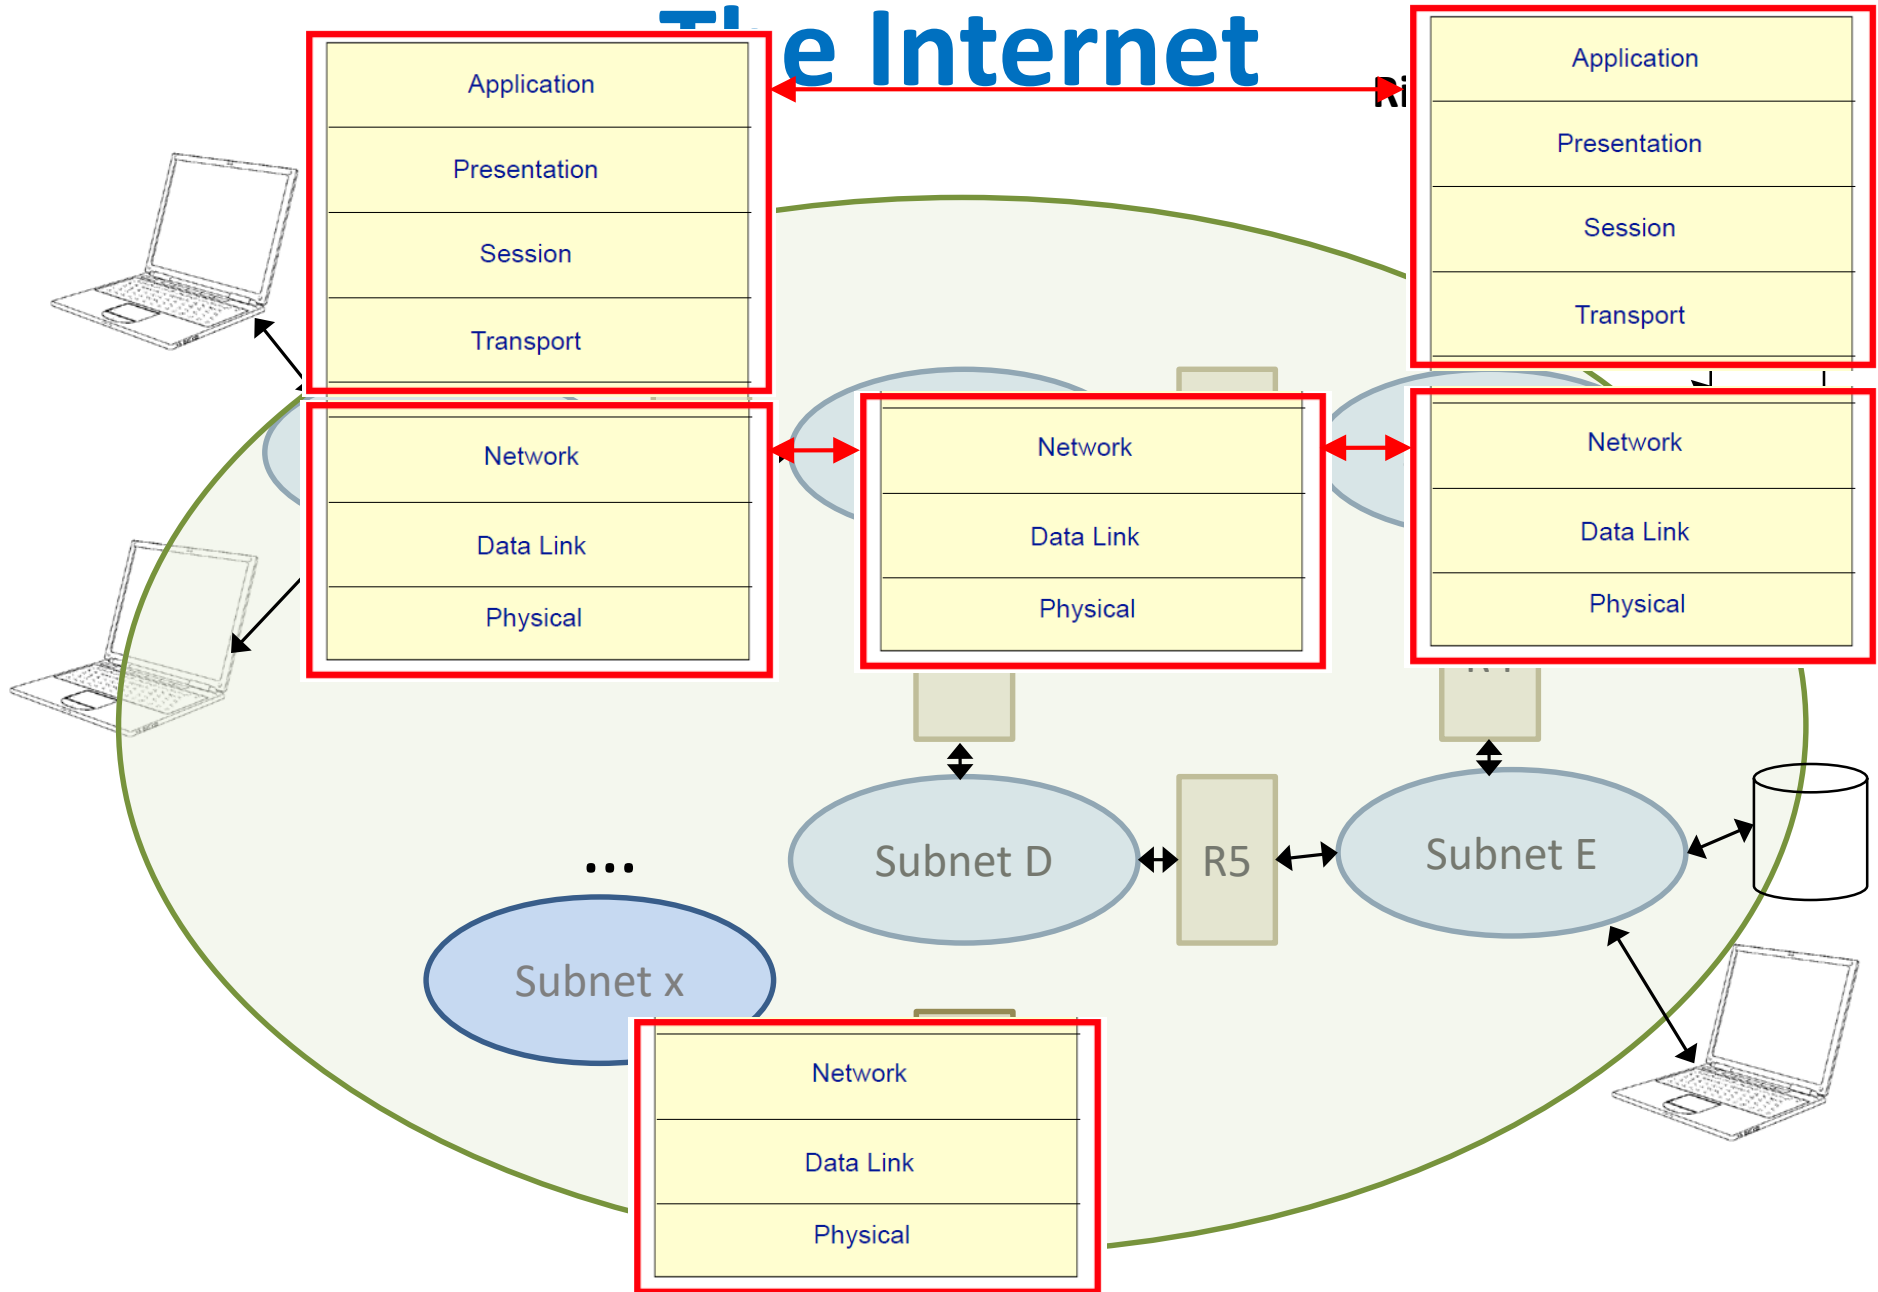 The Internet
Application
Presentation
Session
Transport
Network
Data Link
Physical
Network
Data Link
Physical
Application
Presentation
Session
Transport
Network
Data Link
Physical
Subnet D
R5
Subnet E
...
Subnet x
Network
Data Link
Physical